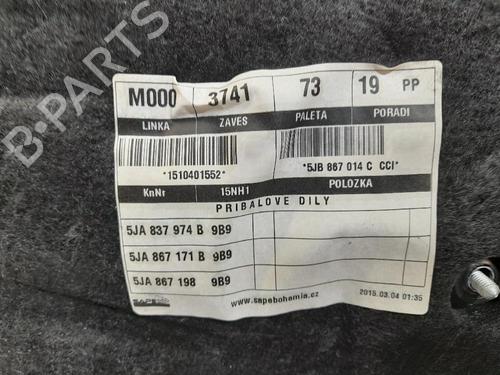 B-PARTS
M000 3741 73 19 PP
LINKA ZAVES PALETA PORADI
*1510401552* *5JB 867 014 C CCI*
KnNr 15NH1 POLOZKA
PRIBALOVE DILY
5JA 837 974 B 9B9
5JA 867 171 B 9B9
5JA 867 198 9B9
www.sapebohemia.cz 2015.03.04 01:35